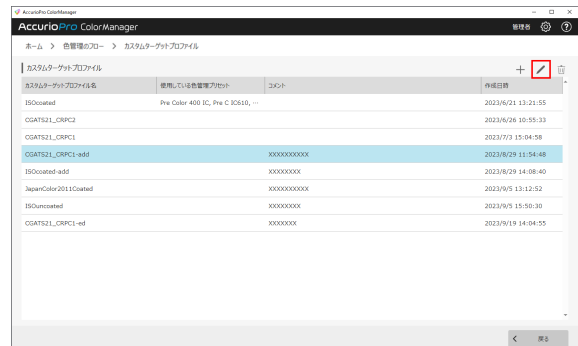 AccurioPro ColorManager
AccurioPro ColorManager 管理者
ホーム > 色管理のフロー > カスタムターゲットプロファイル
カスタムターゲットプロファイル
カスタムターゲットプロファイル名 使用している色管理プリセット コメント 作成日時
ISOcoated Pre Color 400 IC, Pre C IC610, … 2023/6/21 13:21:55
CGATS21_CRPC2 2023/6/26 10:55:33
CGATS21_CRPC1 2023/7/3 15:04:58
CGATS21_CRPC1-add XXXXXXXXXX 2023/8/29 11:54:48
ISOcoated-add XXXXXXXX 2023/8/29 14:08:40
JapanColor2011Coated XXXXXXXXXX 2023/9/5 13:12:52
ISOuncoated XXXXXXXX 2023/9/5 15:50:30
CGATS21_CRPC1-ed XXXXXXX 2023/9/19 14:04:55
戻る